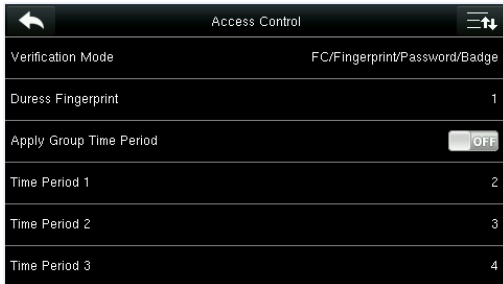 Access Control
Verification Mode FC/Fingerprint/Password/Badge
Duress Fingerprint 1
Apply Group Time Period OFF
Time Period 1 2
Time Period 2 3
Time Period 3 4